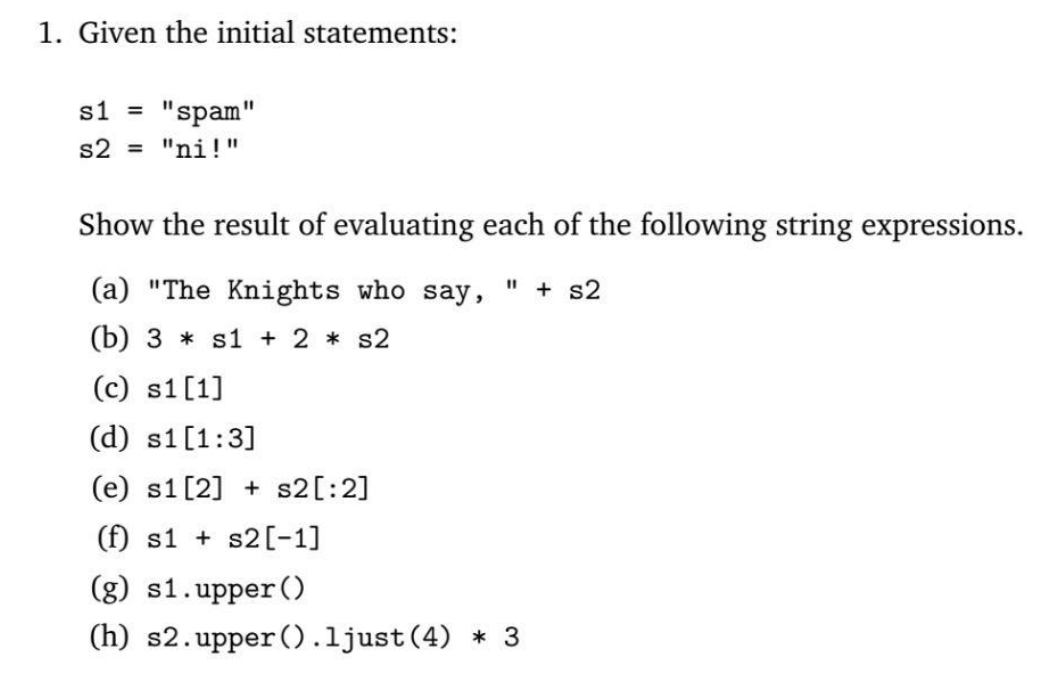 1. Given the initial statements:
s1 = "spam"
s2 = "ni!"
Show the result of evaluating each of the following string expressions.
(a) "The Knights who say, " + s2
(b) 3 * s1 + 2 * s2
(c) s1[1]
(d) s1[1:3]
(e) s1[2] + s2[:2]
(f) s1 + s2[-1]
(g) s1.upper()
(h) s2.upper().ljust(4) * 3